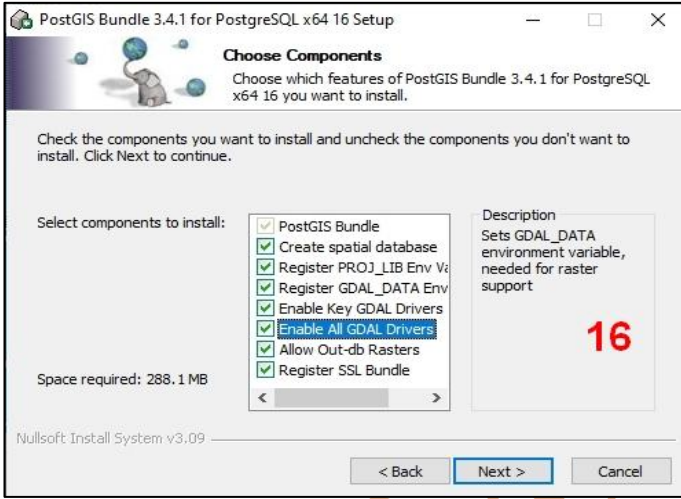 PostGIS Bundle 3.4.1 for PostgreSQL x64 16 Setup
Choose Components
Choose which features of PostGIS Bundle 3.4.1 for PostgreSQL
x64 16 you want to install.
Check the components you want to install and uncheck the components you don't want to
install. Click Next to continue.
Select components to install:
PostGIS Bundle
Create spatial database
Register PROJ_LIB Env Va
Register GDAL_DATA Env
Enable Key GDAL Drivers
Enable All GDAL Drivers
Allow Out-db Rasters
Register SSL Bundle
Description
Sets GDAL_DATA
environment variable,
needed for raster
support
16
Space required: 288.1 MB
Nullsoft Install System v3.09
< Back
Next >
Cancel